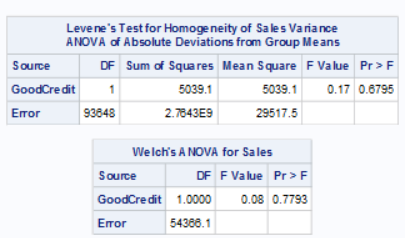 Levene's Test for Homogeneity of Sales Variance
ANOVA of Absolute Deviations from Group Means
Source DF Sum of Squares Mean Square F Value Pr > F
GoodCredit 1 5039.1 5039.1 0.17 0.6795
Error 93648 2.7643E9 29517.5
Welch's ANOVA for Sales
Source DF F Value Pr > F
GoodCredit 1.0000 0.08 0.7793
Error 54366.1